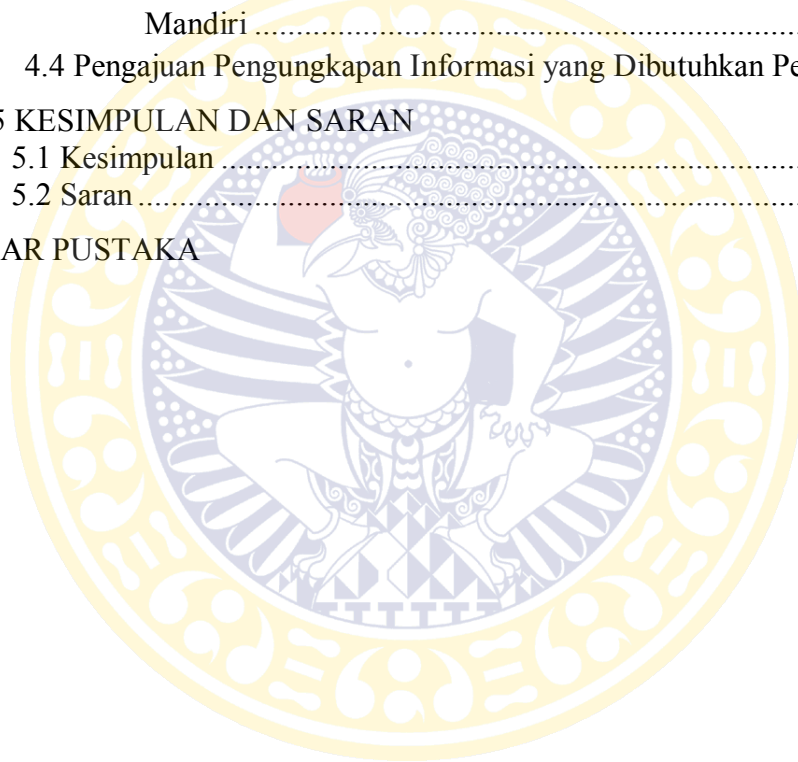 Mandiri ....................................................................
4.4 Pengajuan Pengungkapan Informasi yang Dibutuhkan Pe
5 KESIMPULAN DAN SARAN
5.1 Kesimpulan ......................................................................
5.2 Saran ................................................................................
AR PUSTAKA